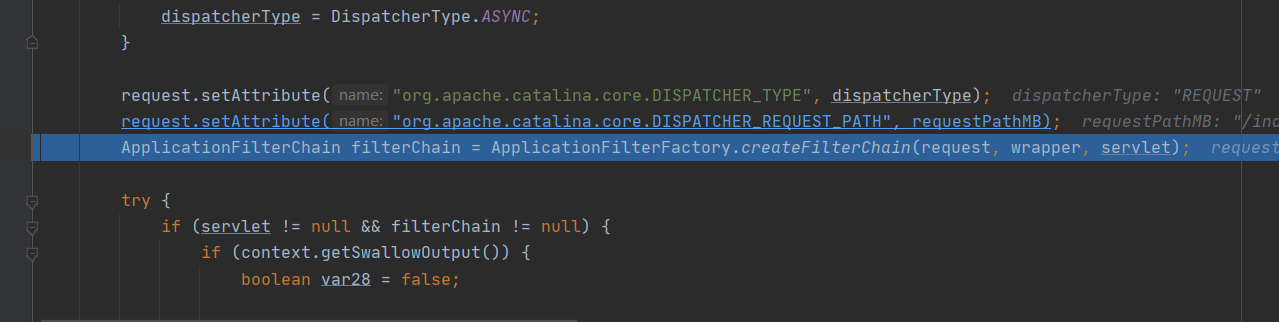 dispatcherType = DispatcherType.ASYNC;
}
request.setAttribute( name: "org.apache.catalina.core.DISPATCHER_TYPE", dispatcherType); dispatcherType: "REQUEST"
request.setAttribute( name: "org.apache.catalina.core.DISPATCHER_REQUEST_PATH", requestPathMB); requestPathMB: "/ind
ApplicationFilterChain filterChain = ApplicationFilterFactory.createFilterChain(request, wrapper, servlet); request
try {
if (servlet != null && filterChain != null) {
if (context.getSwallowOutput()) {
boolean var28 = false;